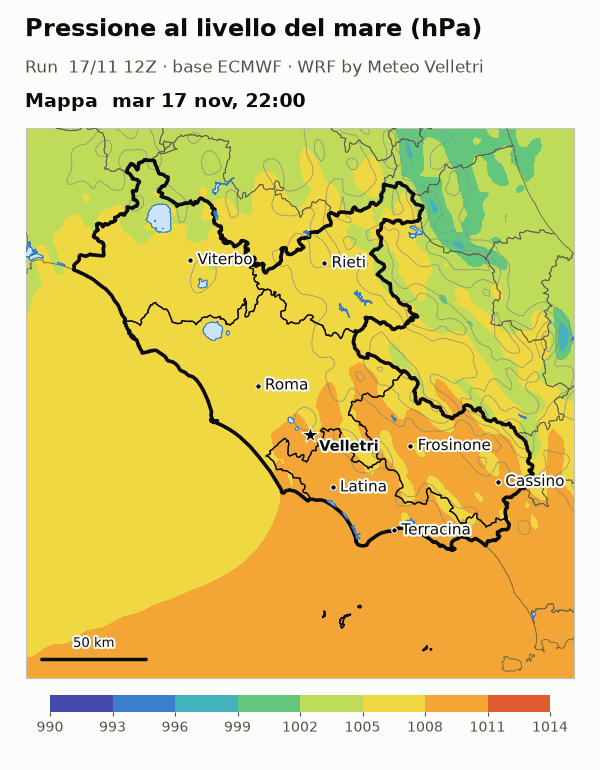 Pressione al livello del mare (hPa)
Run 17/11 12Z · base ECMWF · WRF by Meteo Velletri
Mappa mar 17 nov, 22:00
Viterbo
Rieti
Roma
Velletri
Frosinone
Latina
Cassino
Terracina
50 km
990 993 996 999 1002 1005 1008 1011 1014